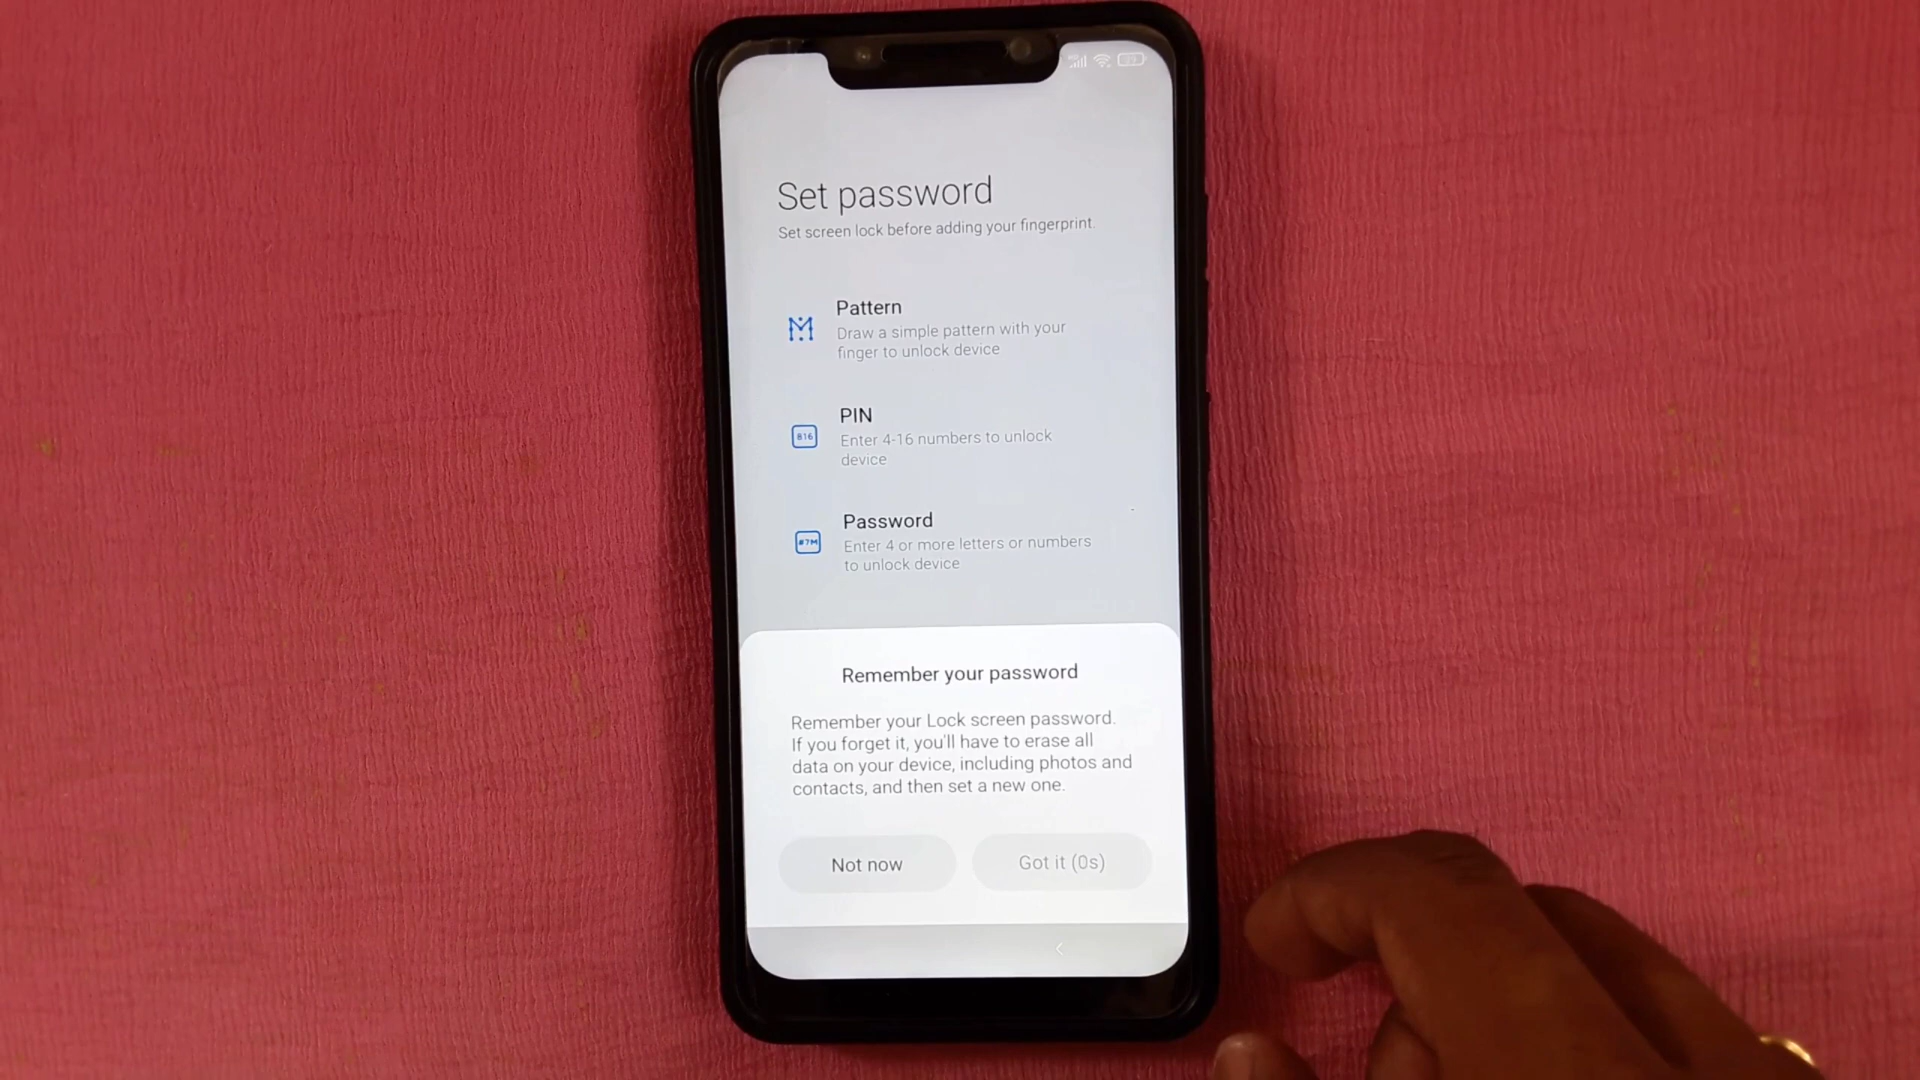 Set password
Set screen lock before adding your fingerprint.
Pattern
Draw a simple pattern with your
finger to unlock device
816
PIN
Enter 4-16 numbers to unlock
device
#7M
Password
Enter 4 or more letters or numbers
to unlock device
Remember your password
Remember your Lock screen password.
If you forget it, you'll have to erase all
data on your device, including photos and
contacts, and then set a new one.
Not now
Got it (0s)